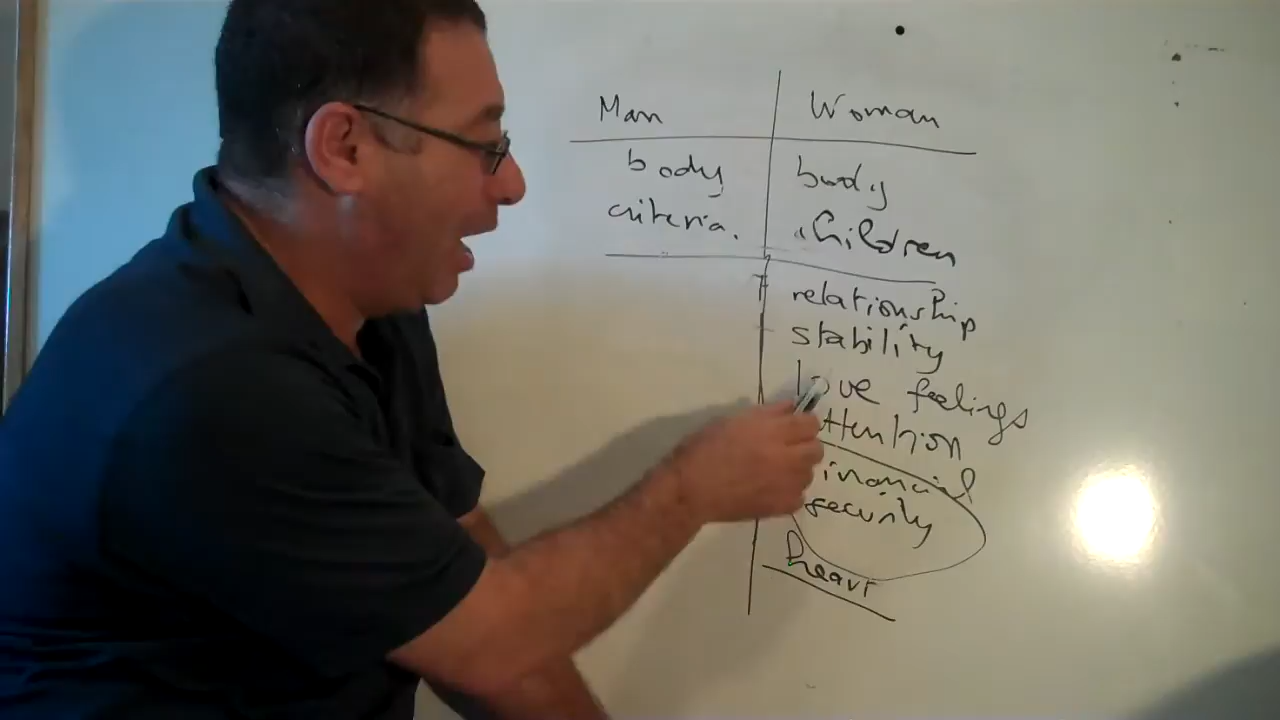 Man Woman
body body
criteria. children
relationship
stability
love feelings
attention
financial
security
heart